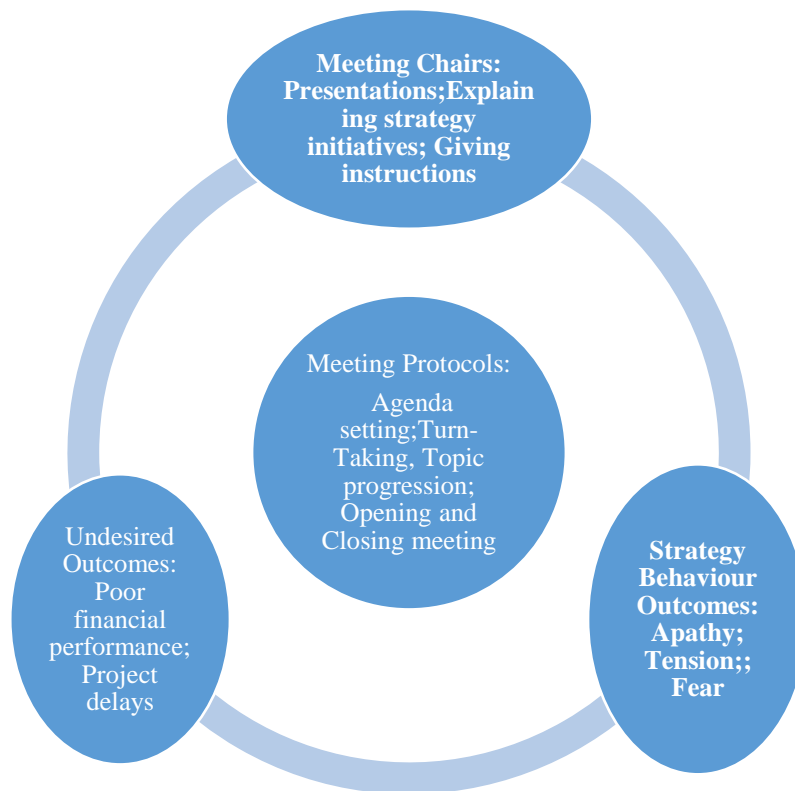 Meeting Chairs:
Presentations;Explain
ing strategy
initiatives; Giving
instructions
Meeting Protocols:
Agenda
setting;Turn-
Taking, Topic
progression;
Opening and
Closing meeting
Undesired
Outcomes:
Poor
financial
performance;
Project
delays
Strategy
Behaviour
Outcomes:
Apathy;
Tension;;
Fear